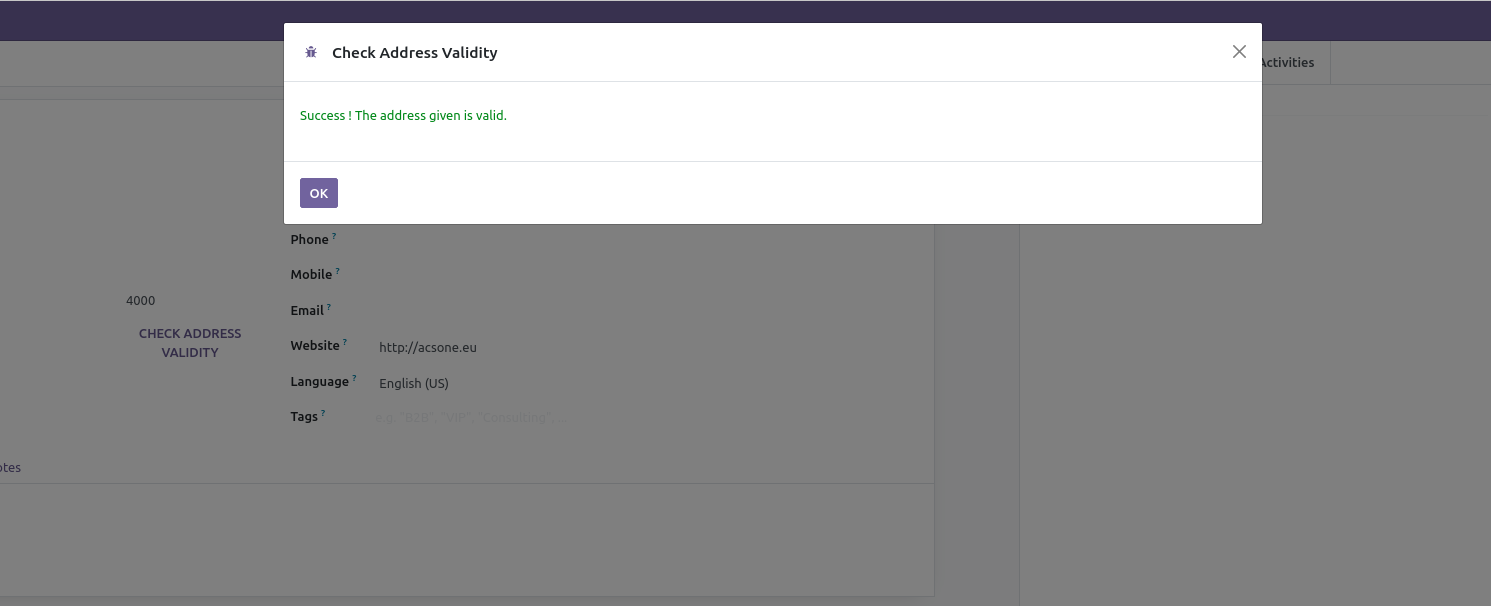 Check Address Validity
Activities
Success ! The address given is valid.
OK
Phone ?
Mobile ?
4000
Email ?
CHECK ADDRESS
VALIDITY
Website ? http://acsone.eu
Language ? English (US)
Tags ? e.g. "B2B", "VIP", "Consulting", ...
otes